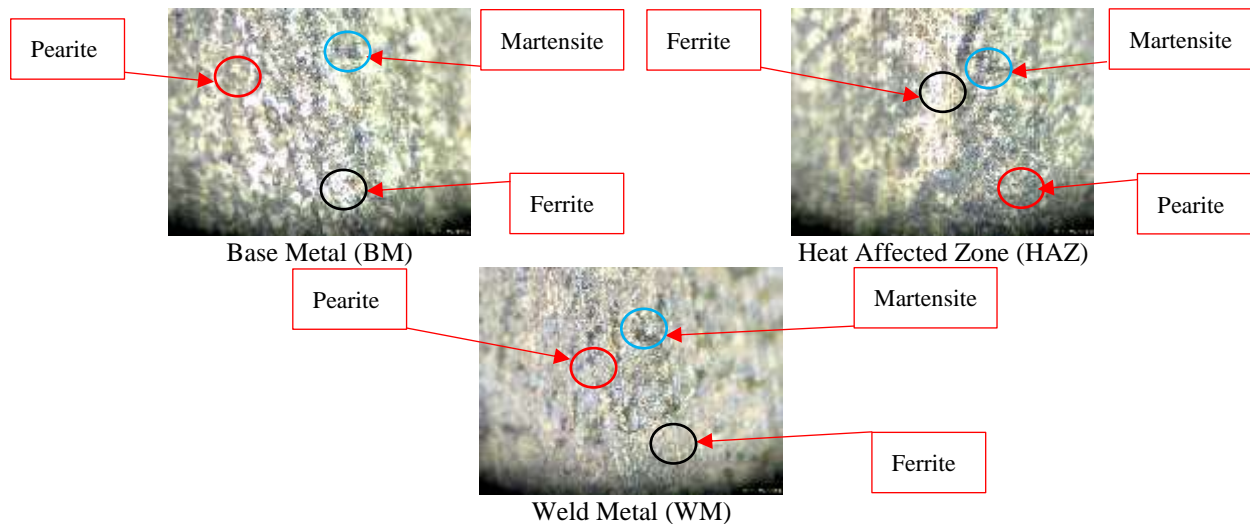 Pearite
Martensite
Ferrite
Base Metal (BM)
Ferrite
Martensite
Pearite
Heat Affected Zone (HAZ)
Pearite
Martensite
Ferrite
Weld Metal (WM)